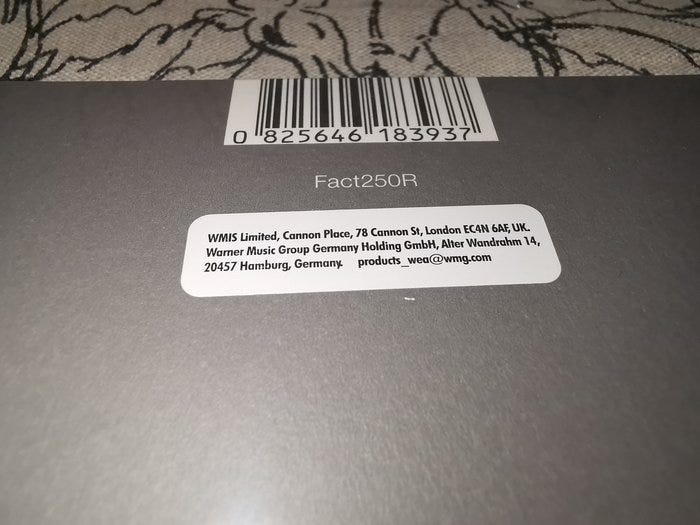 0 825646 183937
Fact250R
WMIS Limited, Cannon Place, 78 Cannon St, London EC4N 6AF, UK.
Warner Music Group Germany Holding GmbH, Alter Wandrahm 14,
20457 Hamburg, Germany. products_wea@wmg.com